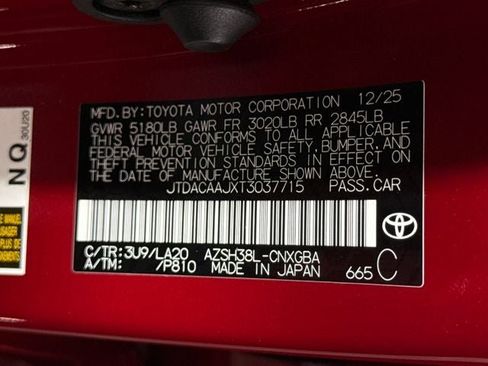 MFD. BY: TOYOTA MOTOR CORPORATION 12/25
GVWR 5180LB GAWR FR 3020LB RR 2845LB
THIS VEHICLE CONFORMS TO ALL APPLICABLE
FEDERAL MOTOR VEHICLE SAFETY, BUMPER, AND
THEFT PREVENTION STANDARDS IN EFFECT ON
THE DATE OF MANUFACTURE SHOWN ABOVE.
JTDACAAJXT3037715 PASS.CAR
C/TR:3U9/LA20 AZSH38L-CNXGBA
A/TM: /P810 MADE IN JAPAN 665 C
NQ
30U20